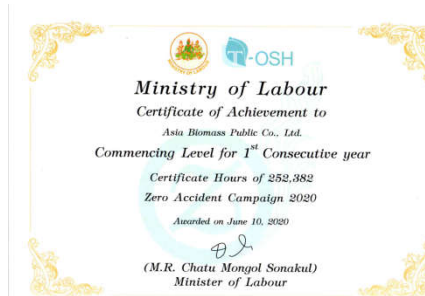 T-OSH
Ministry of Labour
Certificate of Achievement to
Asia Biomass Public Co., Ltd.
Commencing Level for 1st Consecutive year
Certificate Hours of 252,382
Zero Accident Campaign 2020
Awarded on June 10, 2020
(M.R. Chatu Mongol Sonakul)
Minister of Labour